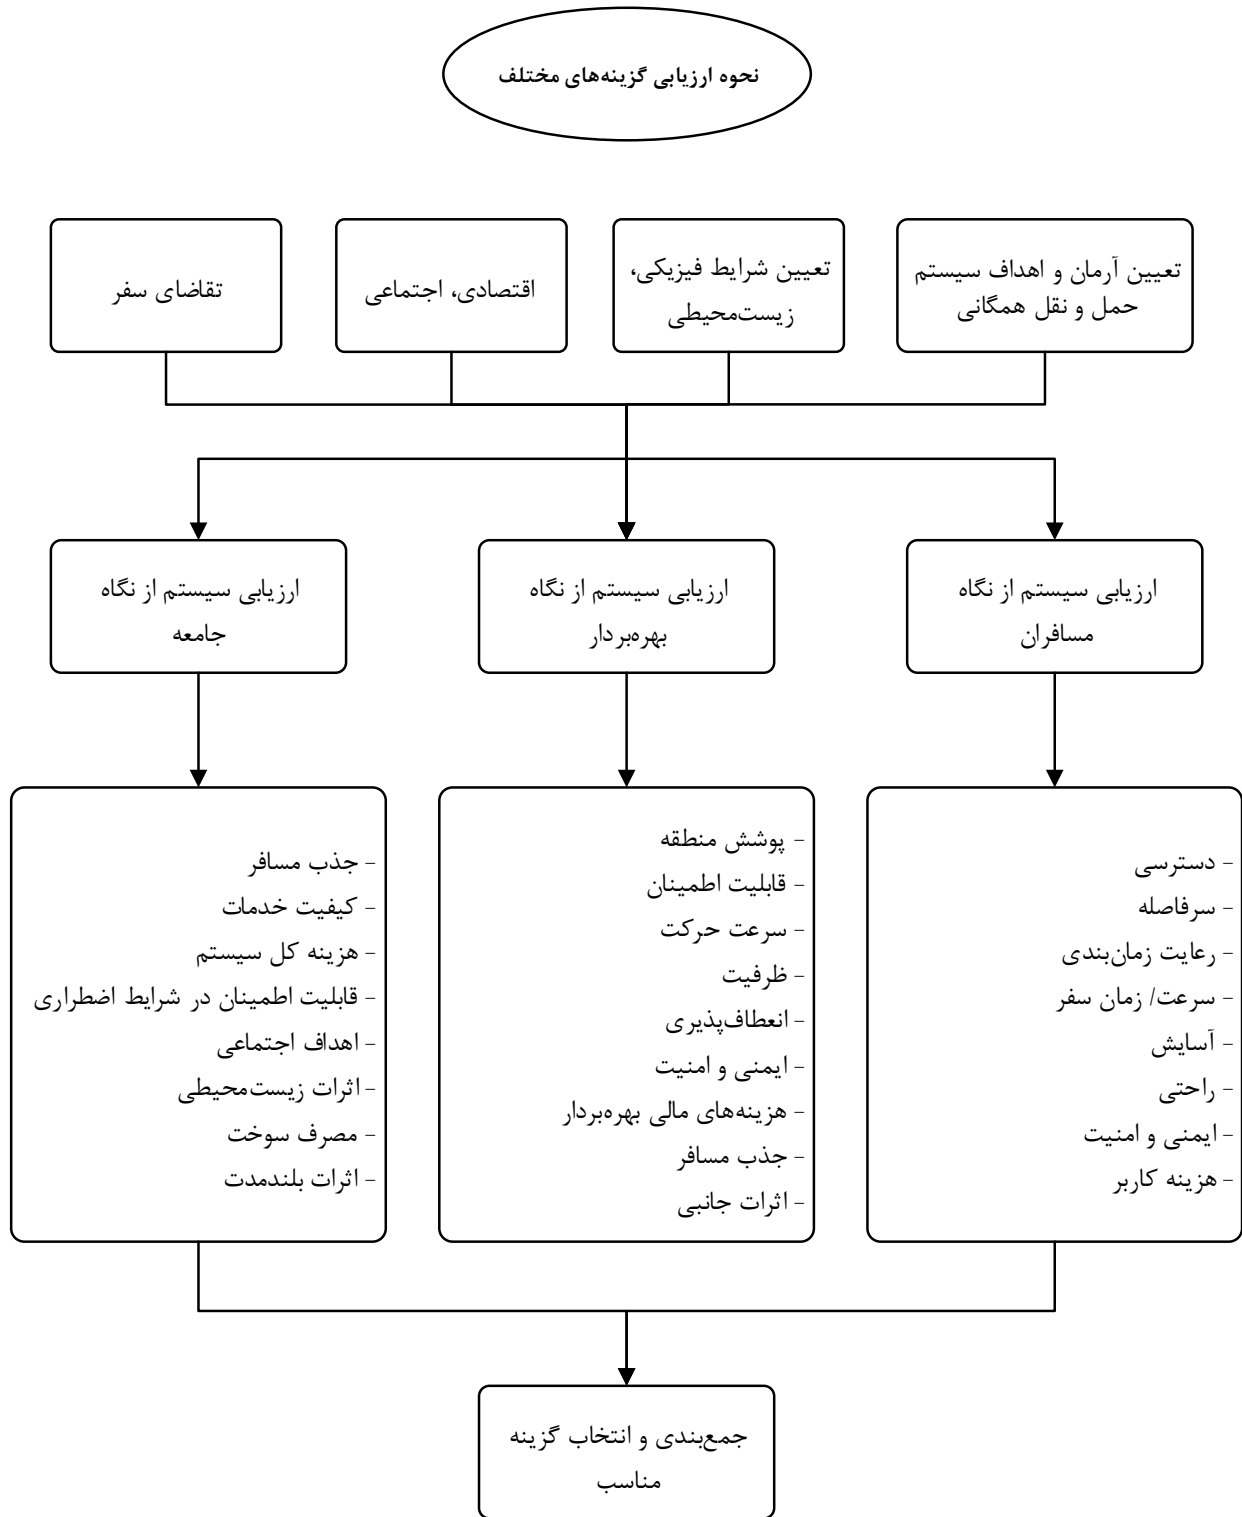 نحوه ارزیابی گزینه‌های مختلف
تعیین آرمان و اهداف سیستم
حمل و نقل همگانی
تعیین شرایط فیزیکی،
زیست‌محیطی
اقتصادی، اجتماعی
تقاضای سفر
ارزیابی سیستم از نگاه
مسافران
ارزیابی سیستم از نگاه
بهره‌بردار
ارزیابی سیستم از نگاه
جامعه
- دسترسی
- سرفاصله
- رعایت زمان‌بندی
- سرعت/ زمان سفر
- آسایش
- راحتی
- ایمنی و امنیت
- هزینه کاربر
- پوشش منطقه
- قابلیت اطمینان
- سرعت حرکت
- ظرفیت
- انعطاف‌پذیری
- ایمنی و امنیت
- هزینه‌های مالی بهره‌بردار
- جذب مسافر
- اثرات جانبی
- جذب مسافر
- کیفیت خدمات
- هزینه کل سیستم
- قابلیت اطمینان در شرایط اضطراری
- اهداف اجتماعی
- اثرات زیست‌محیطی
- مصرف سوخت
- اثرات بلندمدت
جمع‌بندی و انتخاب گزینه
مناسب